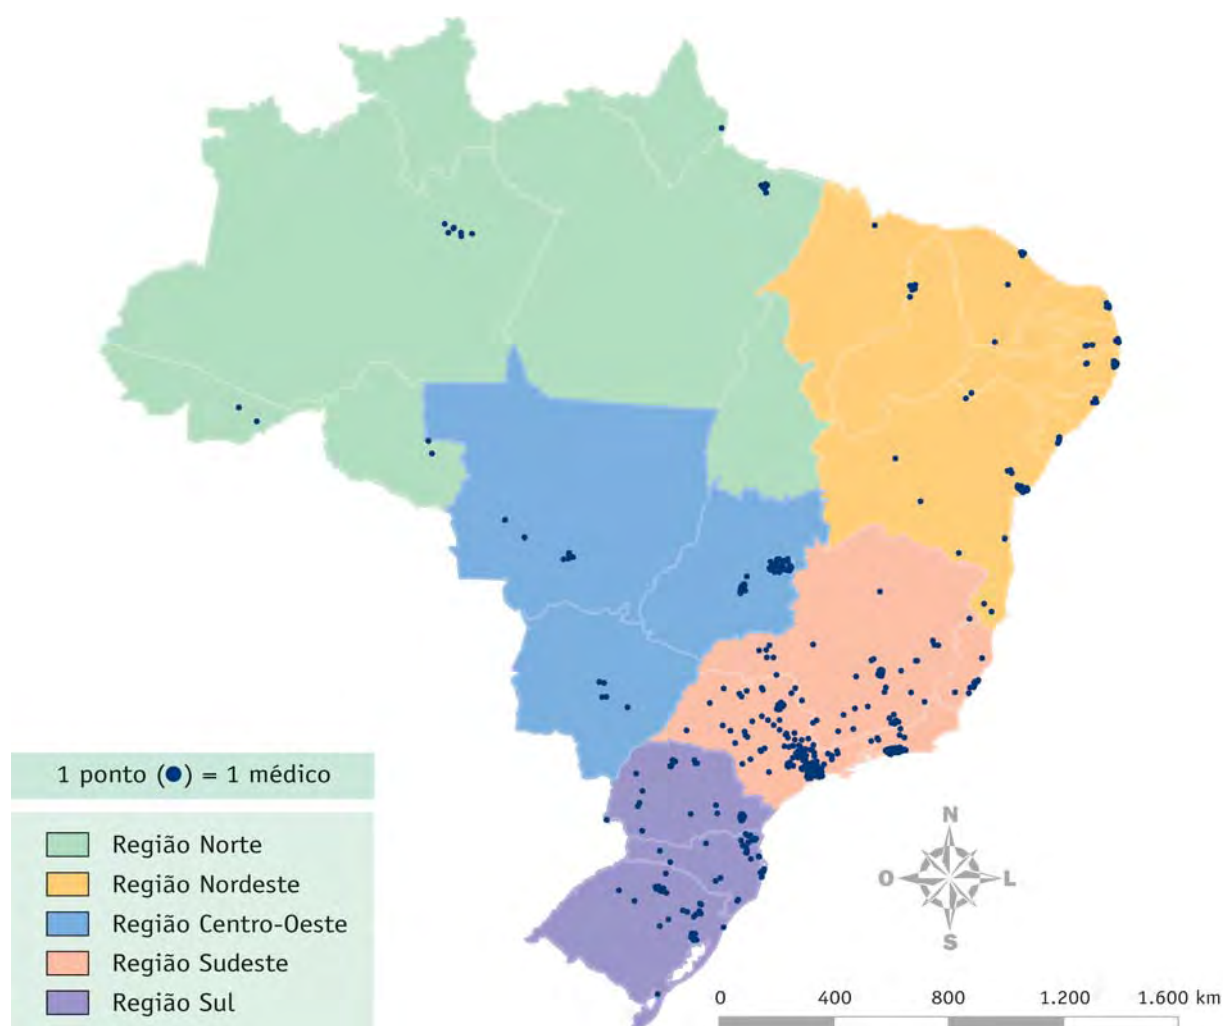 1 ponto (●) = 1 médico
Região Norte
Região Nordeste
Região Centro-Oeste
Região Sudeste
Região Sul
N
O L
S
0 400 800 1.200 1.600 km